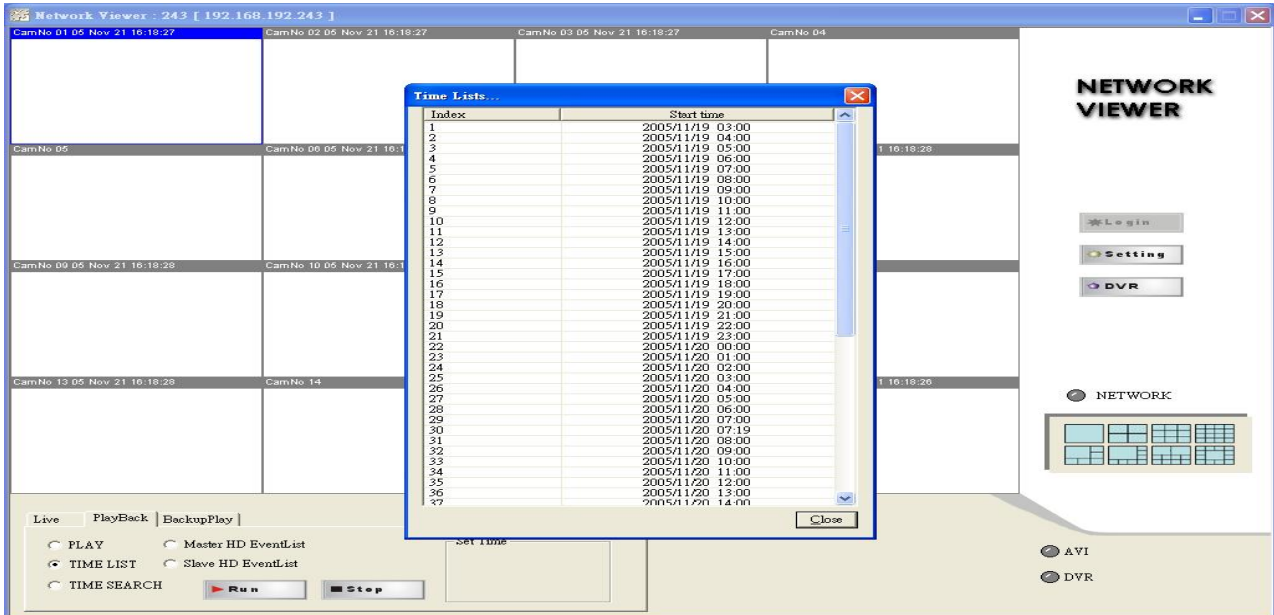 Network Viewer : 243 [ 192.168.192.243 ]
CamNo 01 05 Nov 21 16:18:27
CamNo 02 05 Nov 21 16:18:27
CamNo 03 05 Nov 21 16:18:27
CamNo 04
NETWORK
VIEWER
Time Lists...
Index Start time
1 2005/11/19 03:00
2 2005/11/19 04:00
3 2005/11/19 05:00
4 2005/11/19 06:00
5 2005/11/19 07:00
6 2005/11/19 08:00
7 2005/11/19 09:00
8 2005/11/19 10:00
9 2005/11/19 11:00
10 2005/11/19 12:00
11 2005/11/19 13:00
12 2005/11/19 14:00
13 2005/11/19 15:00
14 2005/11/19 16:00
15 2005/11/19 17:00
16 2005/11/19 18:00
17 2005/11/19 19:00
18 2005/11/19 20:00
19 2005/11/19 21:00
20 2005/11/19 22:00
21 2005/11/19 23:00
22 2005/11/20 00:00
23 2005/11/20 01:00
24 2005/11/20 02:00
25 2005/11/20 03:00
26 2005/11/20 04:00
27 2005/11/20 05:00
28 2005/11/20 06:00
29 2005/11/20 07:00
30 2005/11/20 07:19
31 2005/11/20 08:00
32 2005/11/20 09:00
33 2005/11/20 10:00
34 2005/11/20 11:00
35 2005/11/20 12:00
36 2005/11/20 13:00
37 2005/11/20 14:00
Close
CamNo 05
CamNo 06 05 Nov 21 16:1
1 16:18:28
CamNo 09 05 Nov 21 16:18:28
CamNo 10 05 Nov 21 16:1
CamNo 13 05 Nov 21 16:18:28
CamNo 14
1 16:18:26
Login
Setting
DVR
NETWORK
Live PlayBack BackupPlay
PLAY Master HD EventList
TIME LIST Slave HD EventList
TIME SEARCH Run Stop
Set Time
AVI
DVR